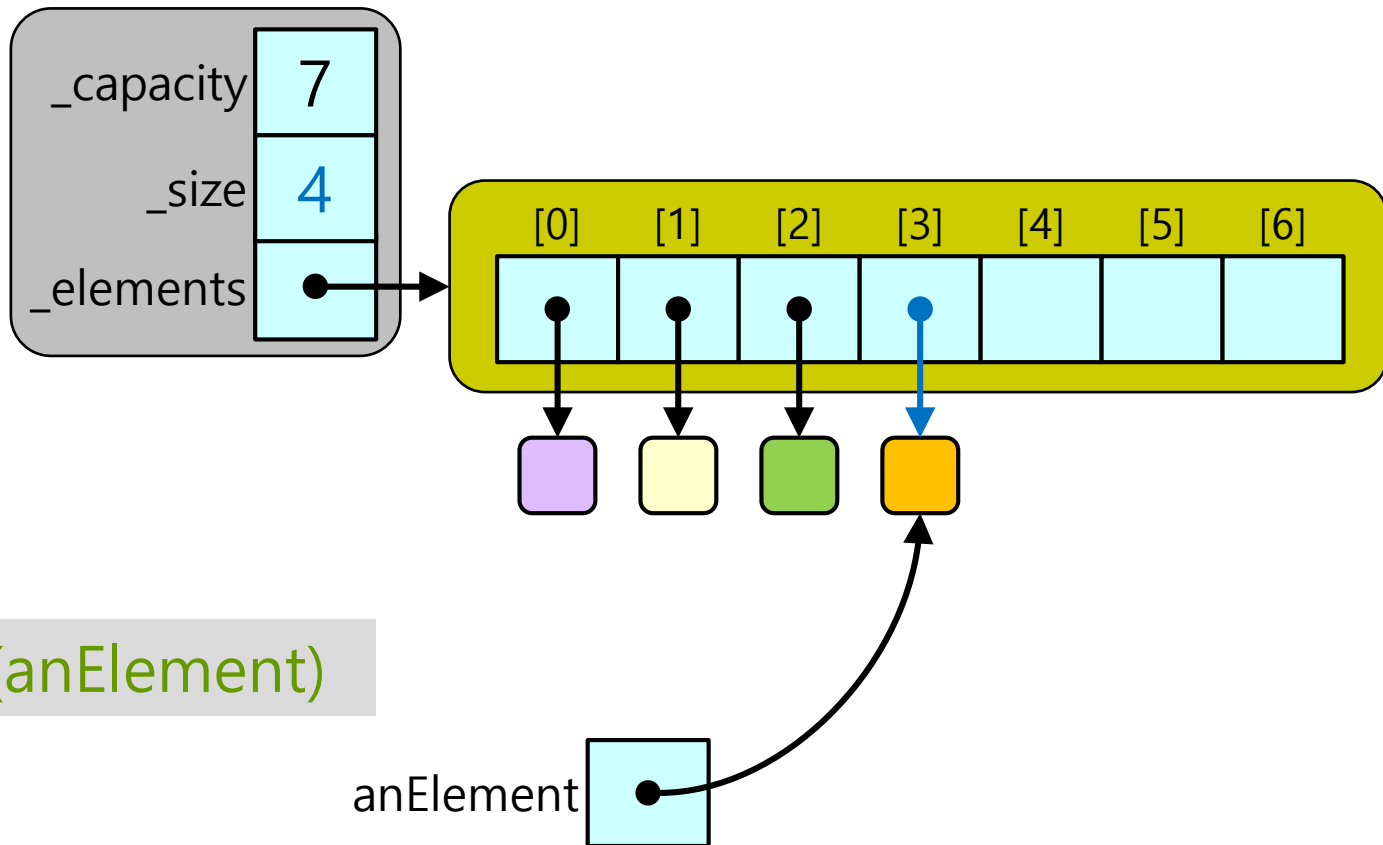 _capacity 7
_size 4
_elements
[0] [1] [2] [3] [4] [5] [6]
(anElement)
anElement